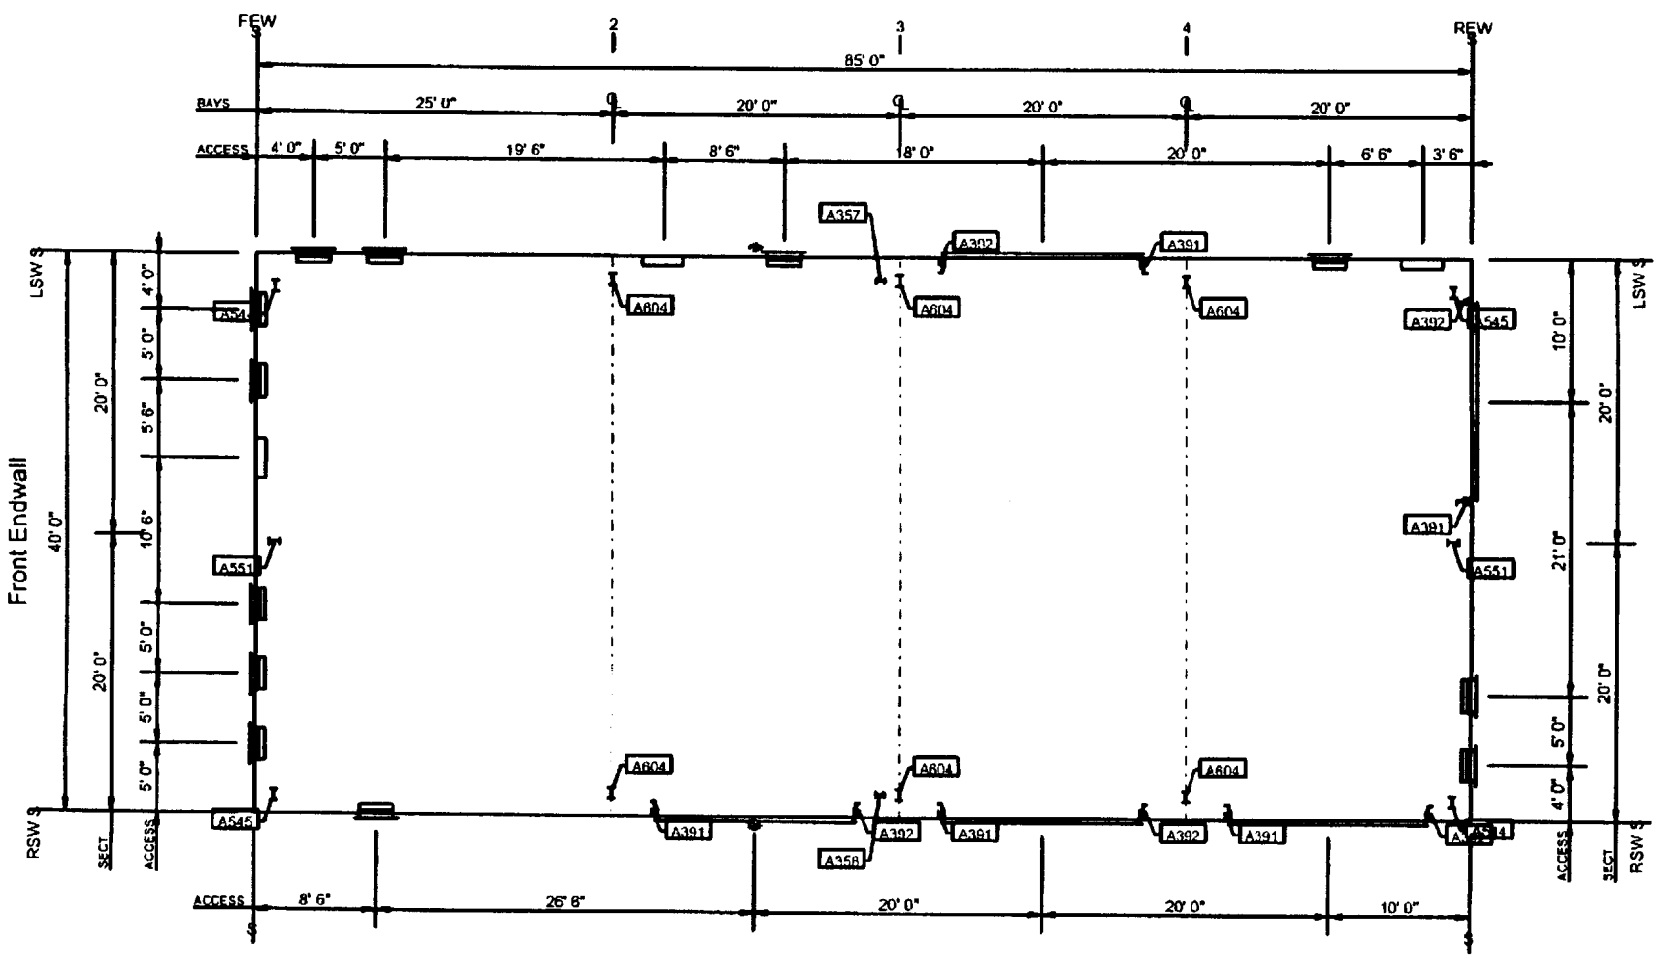 FEW 2 3 4 REW
85' 0"
BAYS 25' 0" 20' 0" 20' 0" 20' 0"
ACCESS 4' 0" 5' 0" 19' 6" 8' 6" 18' 0" 20' 0" 6' 6" 3' 6"
A357
A392 A391
LSW S
LSW S
A604 A604 A604
A392 A545
4' 0"
5' 0"
20' 0"
5' 6"
10' 6"
40' 0"
Front Endwall
10' 0"
20' 0"
A391
A551
A551
21' 0"
5' 0"
20' 0"
5' 0"
5' 0"
20' 0"
5' 0"
4' 0"
A604 A604 A604
A545
A391 A392 A391 A392 A391
A358
RSW S
SECT
ACCESS
ACCESS
SECT
RSW S
ACCESS 8' 6" 26' 6" 20' 0" 20' 0" 10' 0"